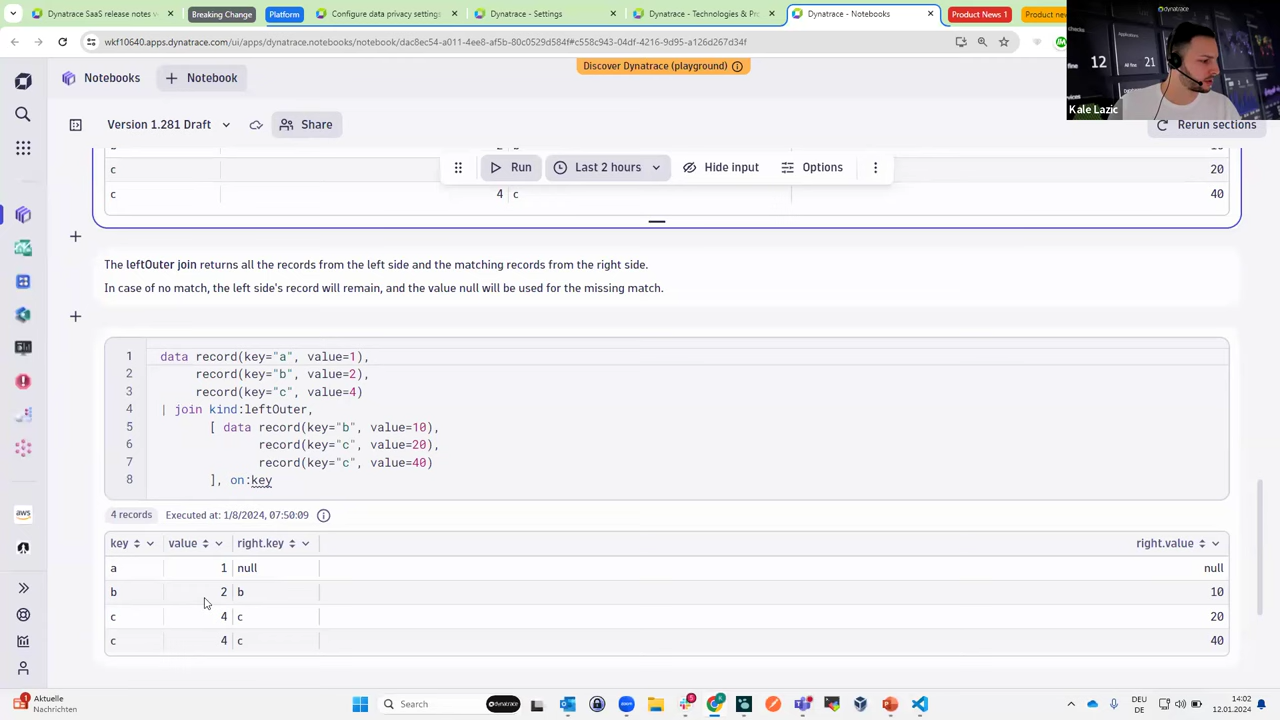 Dynatrace SaaS release v
Breaking Change
Platform
nfigure data privacy settings
Dynatrace - Settings
Dynatrace - Technologies & Pro
Dynatrace - Notebooks
Product News 1
Product new
wkf10640.apps.dynatrace.com/ui/apps/dynatrace.notebooks/notebook/dac8ec54-a011-4ee8-af5b-80c0529d584f#c558c943-04df-4216-9d95-a126d267d34f
Discover Dynatrace (playground)
Notebooks
Notebook
Kale Lazic
Version 1.281 Draft
Share
Rerun sections
Run
Last 2 hours
Hide input
Options
c 20
c 4 c 40
The leftOuter join returns all the records from the left side and the matching records from the right side.
In case of no match, the left side's record will remain, and the value null will be used for the missing match.
1 data record(key="a", value=1),
2 record(key="b", value=2),
3 record(key="c", value=4)
4 | join kind:leftOuter,
5 [ data record(key="b", value=10),
6 record(key="c", value=20),
7 record(key="c", value=40)
8 ], on:key
4 records Executed at: 1/8/2024, 07:50:09
key value right.key right.value
a 1 null null
b 2 b 10
c 4 c 20
c 4 c 40
aws
Aktuelle
Nachrichten
Search
DEU
DE
14:02
12.01.2024